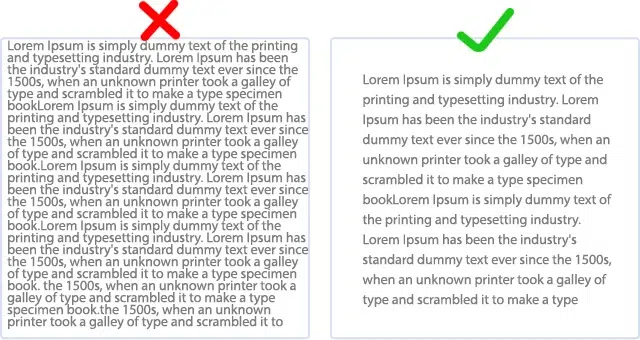 Lorem Ipsum is simply dummy text of the printing
and typesetting industry. Lorem Ipsum has been
the industry's standard dummy text ever since the
1500s, when an unknown printer took a galley of
type and scrambled it to make a type specimen
bookLorem Ipsum is simply dummy text of the
printing and typesetting industry. Lorem Ipsum has
been the industry's standard dummy text ever since
the 1500s, when an unknown printer took a galley
of type and scrambled it to make a type specimen
book.Lorem Ipsum is simply dummy text of the
printing and typesetting industry. Lorem Ipsum has
been the industry's standard dummy text ever since
the 1500s, when an unknown printer took a galley
of type and scrambled it to make a type specimen
book.Lorem Ipsum is simply dummy text of the
printing and typesetting industry. Lorem Ipsum has
been the industry's standard dummy text ever since
the 1500s, when an unknown printer took a galley
of type and scrambled it to make a type specimen
book. the 1500s, when an unknown printer took a
galley of type and scrambled it to make a type
specimen book.the 1500s, when an unknown
printer took a galley of type and scrambled it to
Lorem Ipsum is simply dummy text of the
printing and typesetting industry. Lorem
Ipsum has been the industry's standard
dummy text ever since the 1500s, when an
unknown printer took a galley of type and
scrambled it to make a type specimen
bookLorem Ipsum is simply dummy text of
the printing and typesetting industry.
Lorem Ipsum has been the industry's
standard dummy text ever since the 1500s,
when an unknown printer took a galley of
type and scrambled it to make a type